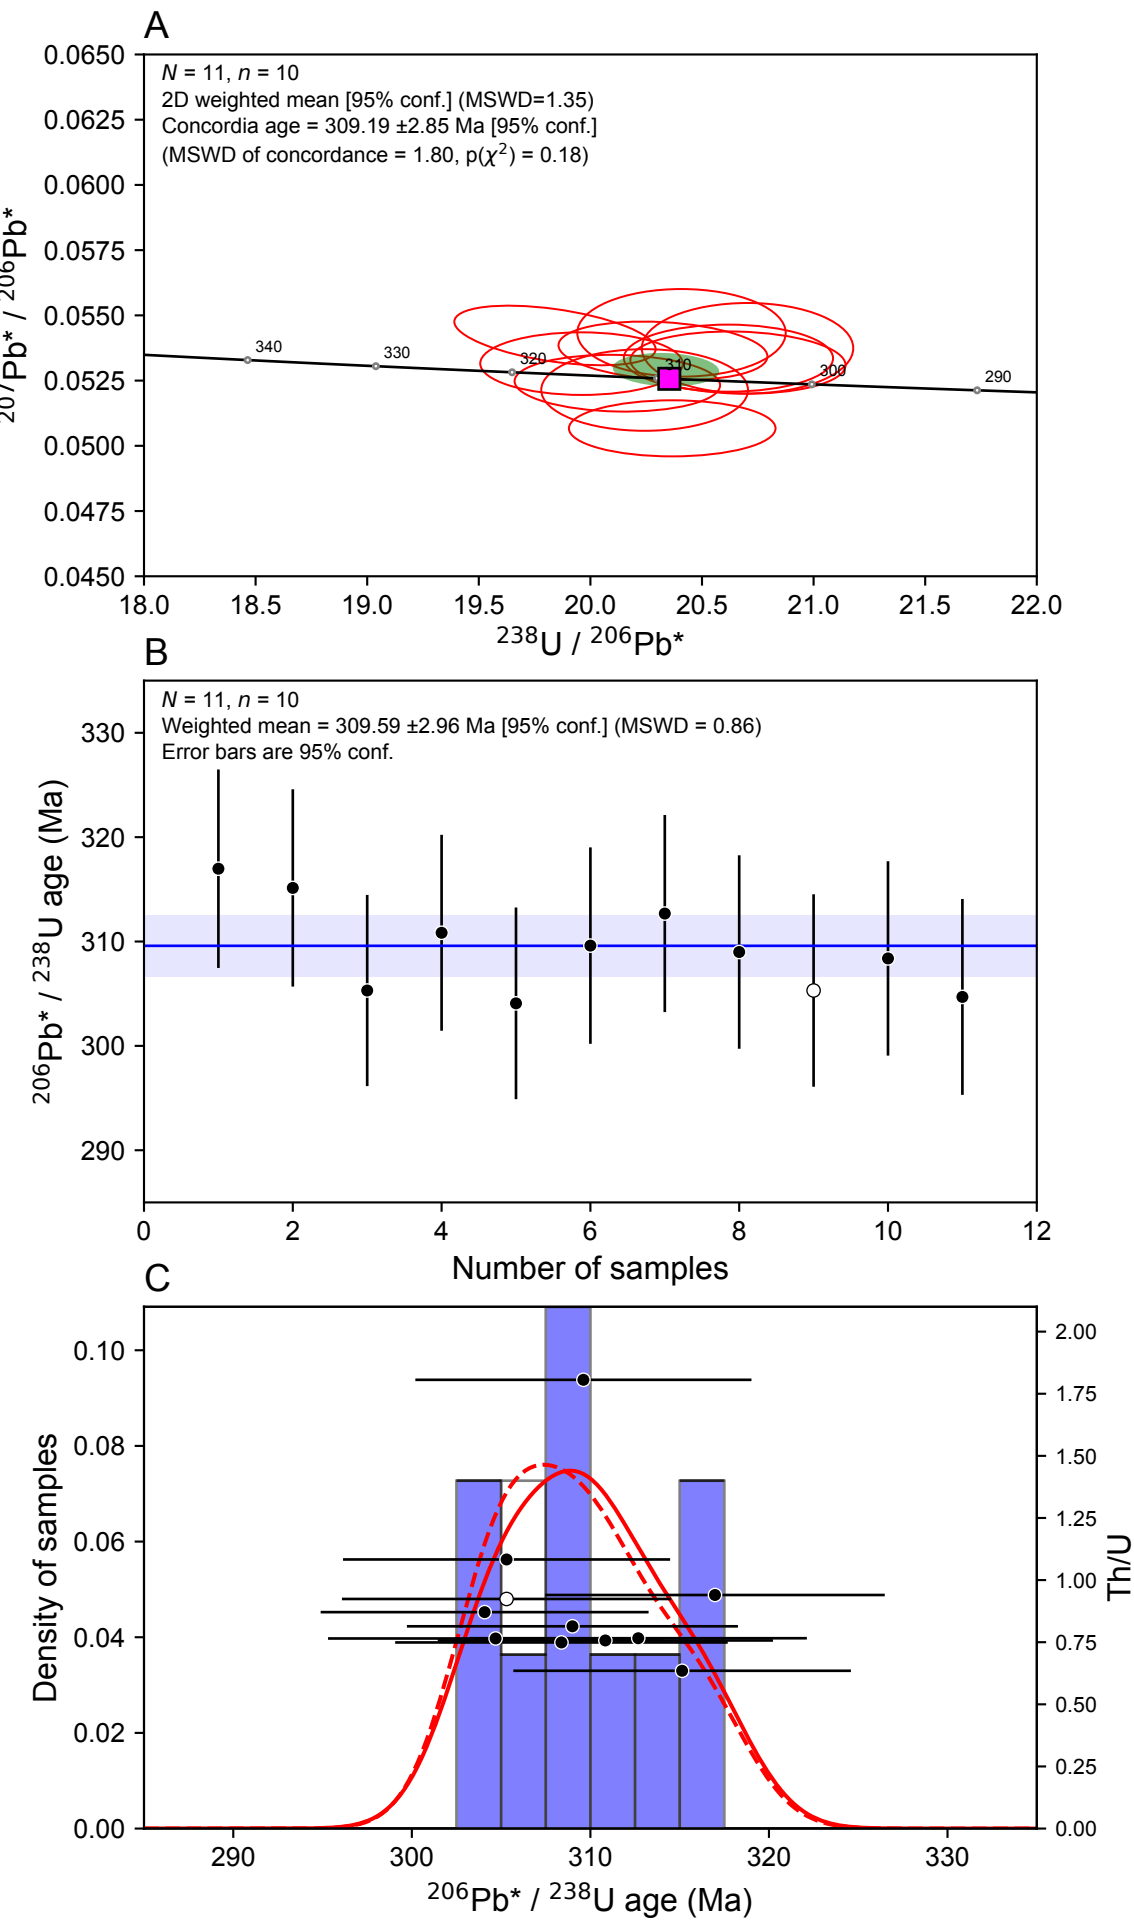 A
0.0650
0.0625
0.0600
0.0575
0.0550
0.0525
0.0500
0.0475
0.0450
N = 11, n = 10
2D weighted mean [95% conf.] (MSWD=1.35)
Concordia age = 309.19 ±2.85 Ma [95% conf.]
(MSWD of concordance = 1.80, p(χ²) = 0.18)
²⁰⁷Pb* / ²⁰⁶Pb*
340
330
320
310
300
290
18.0 18.5 19.0 19.5 20.0 20.5 21.0 21.5 22.0
²³⁸U / ²⁰⁶Pb*
B
N = 11, n = 10
Weighted mean = 309.59 ±2.96 Ma [95% conf.] (MSWD = 0.86)
Error bars are 95% conf.
330
320
310
300
290
²⁰⁶Pb* / ²³⁸U age (Ma)
0 2 4 6 8 10 12
Number of samples
C
0.10
0.08
0.06
0.04
0.02
0.00
Density of samples
2.00
1.75
1.50
1.25
1.00
0.75
0.50
0.25
0.00
Th/U
290 300 310 320 330
²⁰⁶Pb* / ²³⁸U age (Ma)